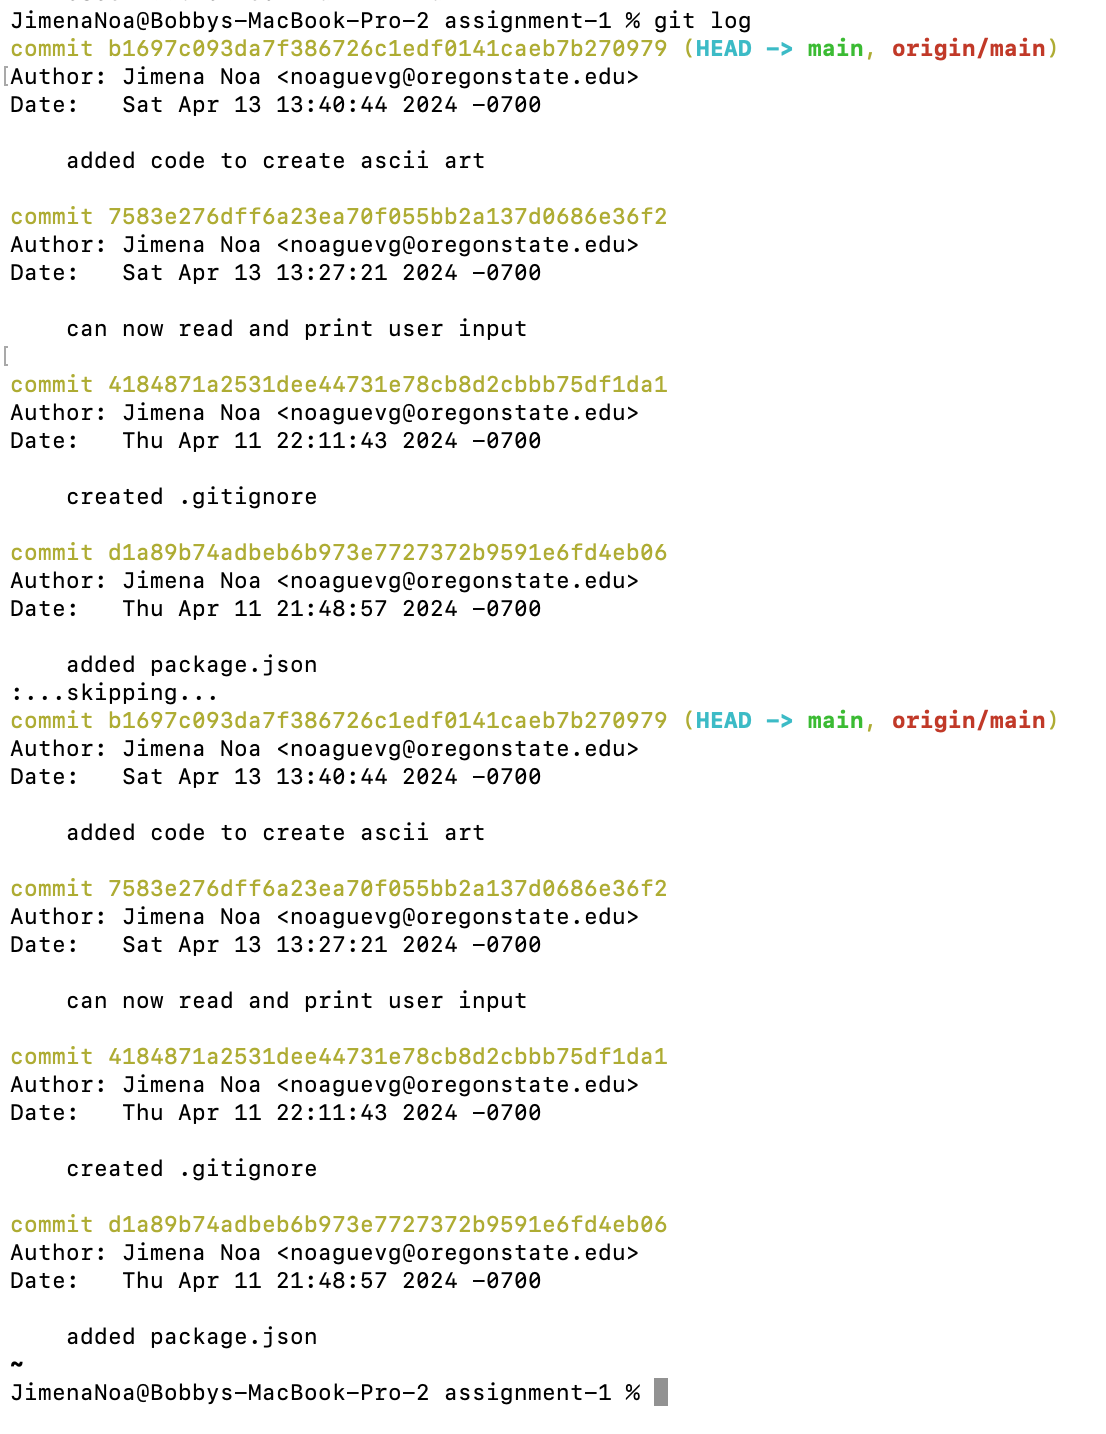 JimenaNoa@Bobbys-MacBook-Pro-2 assignment-1 % git log
commit b1697c093da7f386726c1edf0141caeb7b270979 (HEAD -> main, origin/main)
[Author: Jimena Noa <noaguevg@oregonstate.edu>
Date:   Sat Apr 13 13:40:44 2024 -0700
    added code to create ascii art
commit 7583e276dff6a23ea70f055bb2a137d0686e36f2
Author: Jimena Noa <noaguevg@oregonstate.edu>
Date:   Sat Apr 13 13:27:21 2024 -0700
    can now read and print user input
[
commit 4184871a2531dee44731e78cb8d2cbbb75df1da1
Author: Jimena Noa <noaguevg@oregonstate.edu>
Date:   Thu Apr 11 22:11:43 2024 -0700
    created .gitignore
commit d1a89b74adbeb6b973e7727372b9591e6fd4eb06
Author: Jimena Noa <noaguevg@oregonstate.edu>
Date:   Thu Apr 11 21:48:57 2024 -0700
    added package.json
:...skipping...
commit b1697c093da7f386726c1edf0141caeb7b270979 (HEAD -> main, origin/main)
Author: Jimena Noa <noaguevg@oregonstate.edu>
Date:   Sat Apr 13 13:40:44 2024 -0700
    added code to create ascii art
commit 7583e276dff6a23ea70f055bb2a137d0686e36f2
Author: Jimena Noa <noaguevg@oregonstate.edu>
Date:   Sat Apr 13 13:27:21 2024 -0700
    can now read and print user input
commit 4184871a2531dee44731e78cb8d2cbbb75df1da1
Author: Jimena Noa <noaguevg@oregonstate.edu>
Date:   Thu Apr 11 22:11:43 2024 -0700
    created .gitignore
commit d1a89b74adbeb6b973e7727372b9591e6fd4eb06
Author: Jimena Noa <noaguevg@oregonstate.edu>
Date:   Thu Apr 11 21:48:57 2024 -0700
    added package.json
~
JimenaNoa@Bobbys-MacBook-Pro-2 assignment-1 %